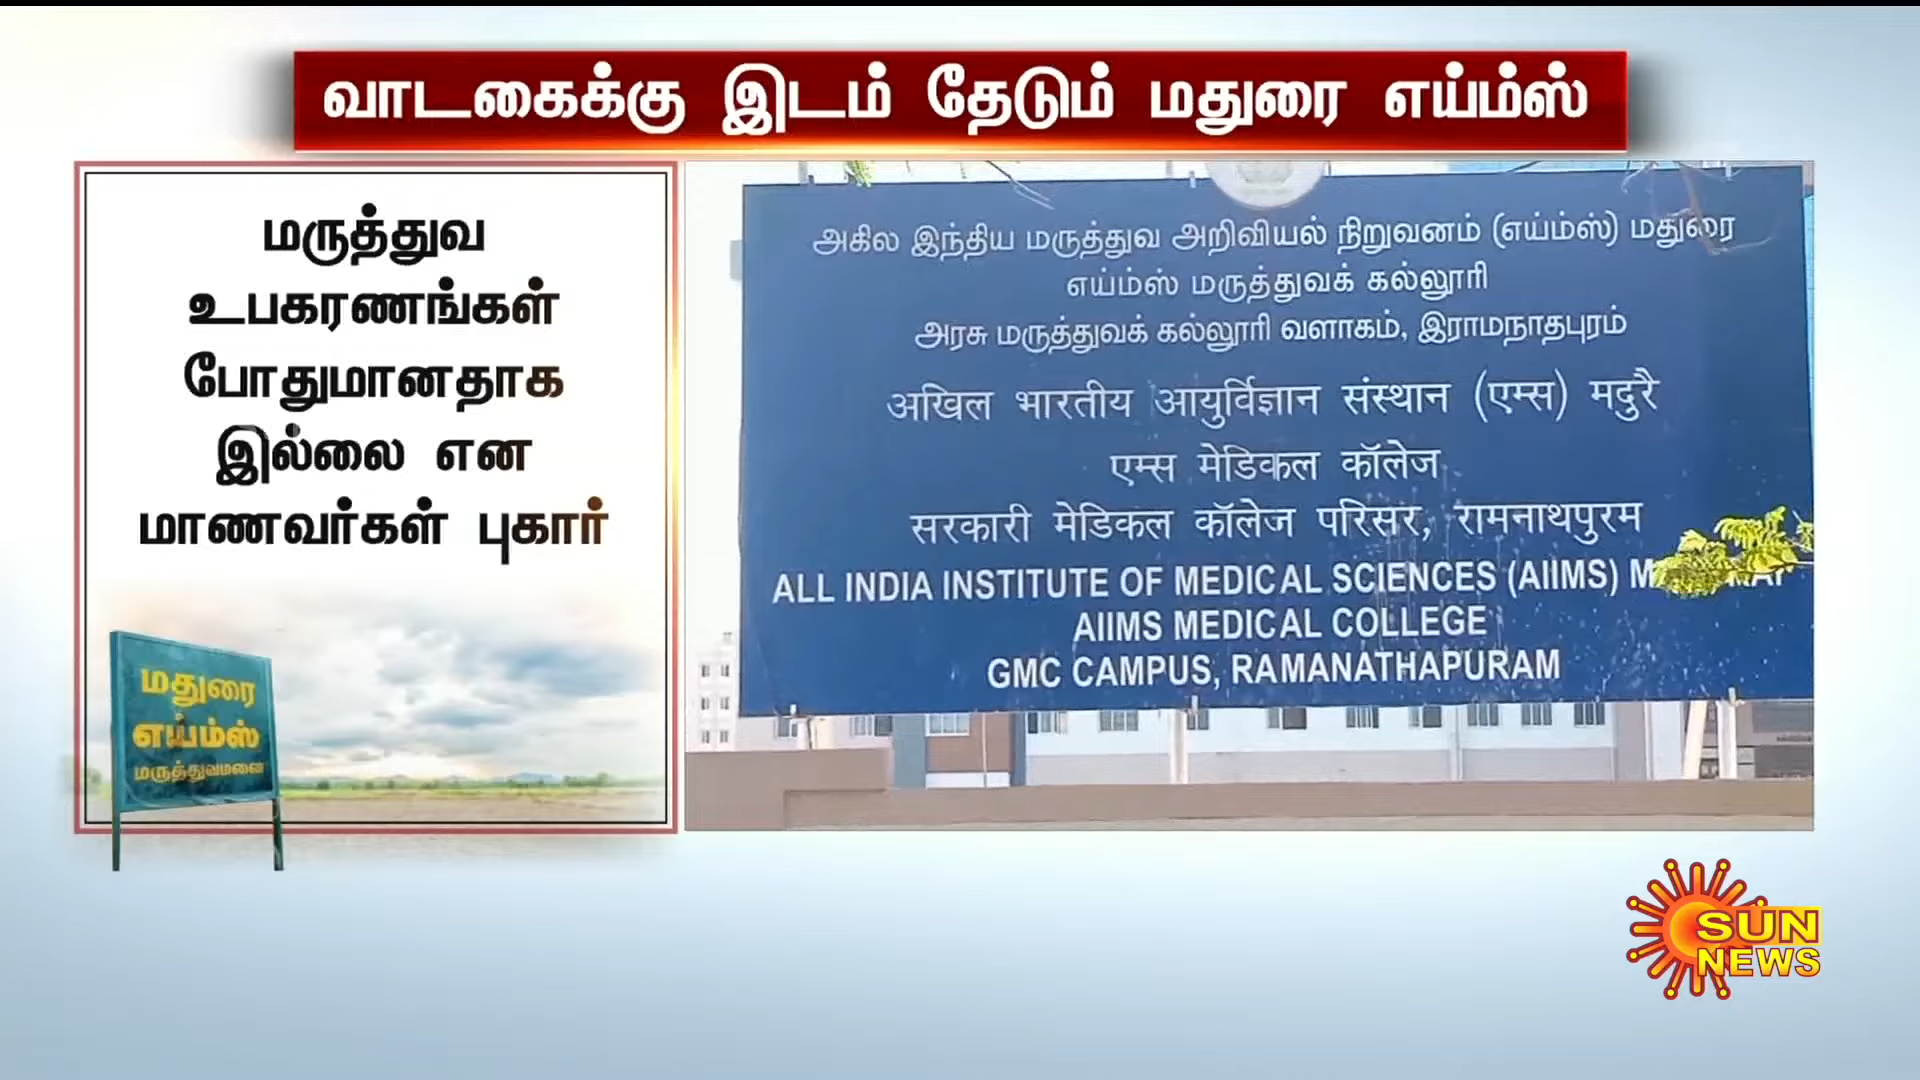 வாடகைக்கு இடம் தேடும் மதுரை எய்ம்ஸ்
மருத்துவ
உபகரணங்கள்
போதுமானதாக
இல்லை என
மாணவர்கள் புகார்
மதுரை
எய்ம்ஸ்
மருத்துவமனை
அகில இந்திய மருத்துவ அறிவியல் நிறுவனம் (எய்ம்ஸ்) மதுரை
எய்ம்ஸ் மருத்துவக் கல்லூரி
அரசு மருத்துவக் கல்லூரி வளாகம், இராமநாதபுரம்
अखिल भारतीय आयुर्विज्ञान संस्थान (एम्स) मदुरै
एम्स मेडिकल कॉलेज
सरकारी मेडिकल कॉलेज परिसर, रामनाथपुरम
ALL INDIA INSTITUTE OF MEDICAL SCIENCES (AIIMS)
AIIMS MEDICAL COLLEGE
GMC CAMPUS, RAMANATHAPURAM
SUN
NEWS